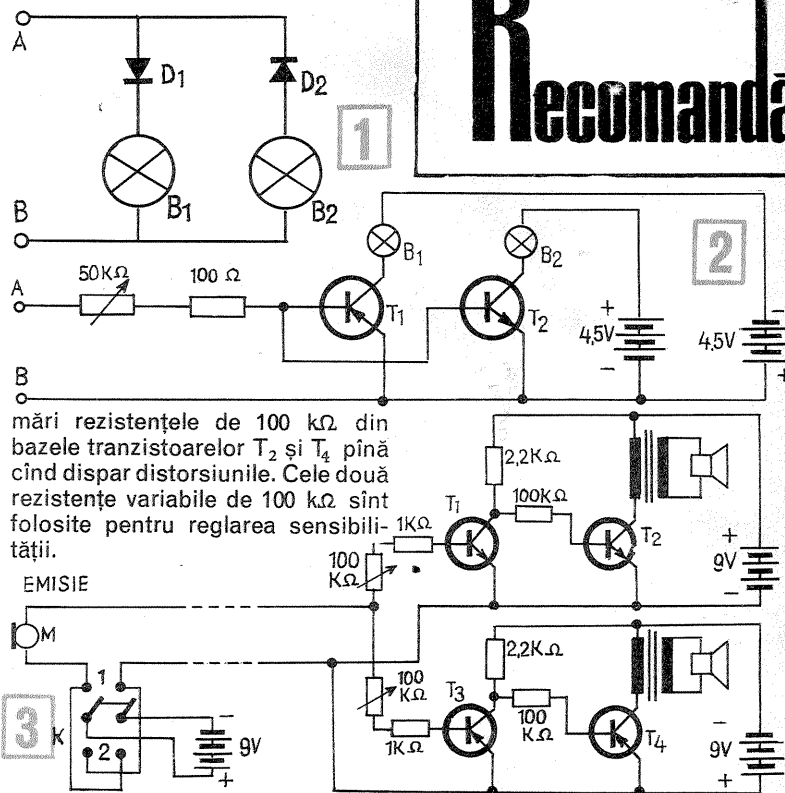 Recomandă
A
D1
D2
1
B1
B2
B
2
A
50KΩ
100 Ω
B1
B2
T1
T2
+
4,5V
−
−
4,5V
+
B
mări rezistențele de 100 kΩ din
bazele tranzistoarelor T₂ și T₄ pînă
cînd dispar distorsiunile. Cele două
rezistențe variabile de 100 kΩ sînt
folosite pentru reglarea sensibili-
tății.
2,2KΩ
T1
100KΩ
1KΩ
T2
100
KΩ
+
9V
−
EMISIE
M
1
3
K
2
−
9V
+
100
KΩ
1KΩ
T3
2,2KΩ
100
KΩ
T4
−
9V
+